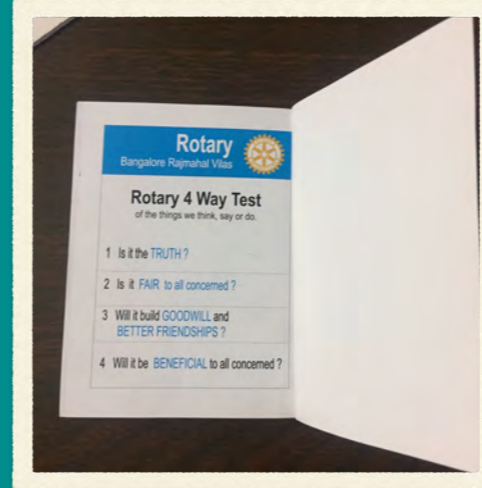 Rotary
Bangalore Rajmahal Vilas
Rotary 4 Way Test
of the things we think, say or do.
1 Is it the TRUTH ?
2 Is it FAIR to all concerned ?
3 Will it build GOODWILL and
BETTER FRIENDSHIPS ?
4 Will it be BENEFICIAL to all concerned ?